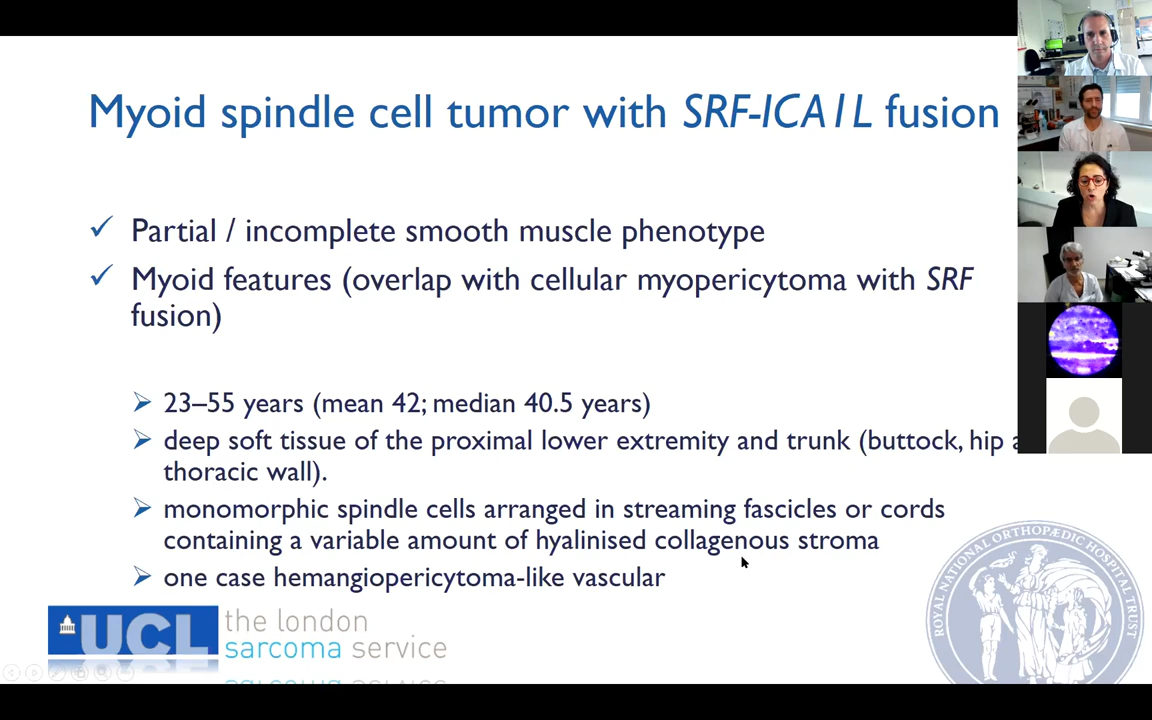 Myoid spindle cell tumor with SRF-ICA1L fusion
Partial / incomplete smooth muscle phenotype
Myoid features (overlap with cellular myopericytoma with SRF
fusion)
23–55 years (mean 42; median 40.5 years)
deep soft tissue of the proximal lower extremity and trunk (buttock, hip
thoracic wall).
monomorphic spindle cells arranged in streaming fascicles or cords
containing a variable amount of hyalinised collagenous stroma
one case hemangiopericytoma-like vascular
UCL
the london
sarcoma service
ROYAL NATIONAL ORTHOPÆDIC HOSPITAL TRUST